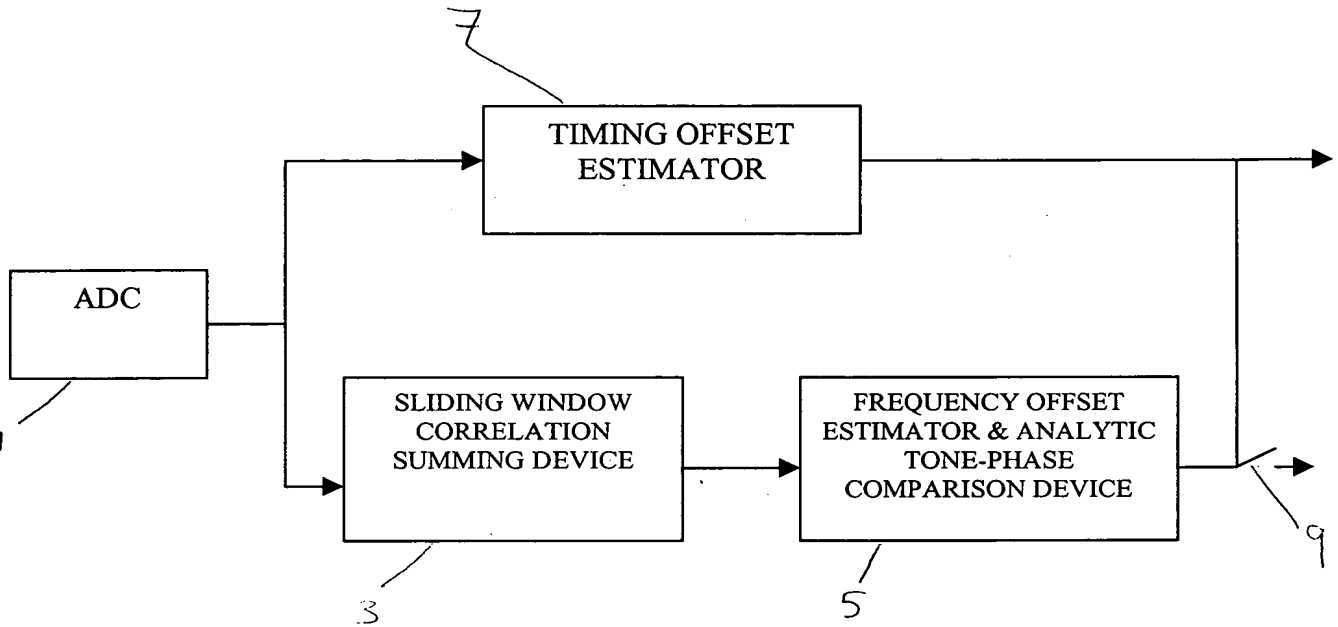 7
TIMING OFFSET
ESTIMATOR
ADC
SLIDING WINDOW
CORRELATION
SUMMING DEVICE
FREQUENCY OFFSET
ESTIMATOR & ANALYTIC
TONE-PHASE
COMPARISON DEVICE
9
3
5